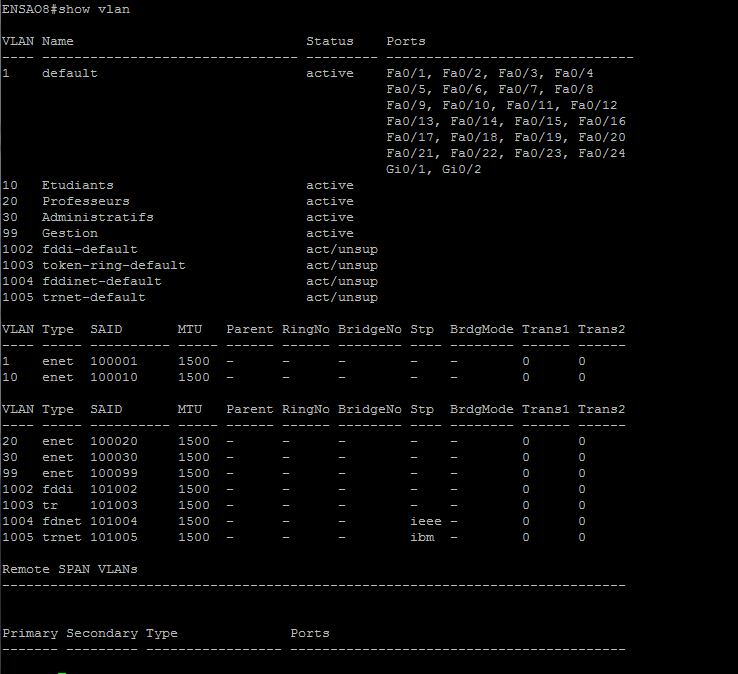 ENSAO8#show vlan
VLAN Name                             Status    Ports
---- -------------------------------- --------- -------------------------------
1    default                          active    Fa0/1, Fa0/2, Fa0/3, Fa0/4
                                                Fa0/5, Fa0/6, Fa0/7, Fa0/8
                                                Fa0/9, Fa0/10, Fa0/11, Fa0/12
                                                Fa0/13, Fa0/14, Fa0/15, Fa0/16
                                                Fa0/17, Fa0/18, Fa0/19, Fa0/20
                                                Fa0/21, Fa0/22, Fa0/23, Fa0/24
                                                Gi0/1, Gi0/2
10   Etudiants                        active
20   Professeurs                      active
30   Administratifs                   active
99   Gestion                          active
1002 fddi-default                     act/unsup
1003 token-ring-default               act/unsup
1004 fddinet-default                  act/unsup
1005 trnet-default                    act/unsup
VLAN Type  SAID       MTU   Parent RingNo BridgeNo Stp  BrdgMode Trans1 Trans2
---- ----- ---------- ----- ------ ------ -------- ---- -------- ------ ------
1    enet  100001     1500  -      -      -        -    -        0      0
10   enet  100010     1500  -      -      -        -    -        0      0
VLAN Type  SAID       MTU   Parent RingNo BridgeNo Stp  BrdgMode Trans1 Trans2
---- ----- ---------- ----- ------ ------ -------- ---- -------- ------ ------
20   enet  100020     1500  -      -      -        -    -        0      0
30   enet  100030     1500  -      -      -        -    -        0      0
99   enet  100099     1500  -      -      -        -    -        0      0
1002 fddi  101002     1500  -      -      -        -    -        0      0
1003 tr    101003     1500  -      -      -        -    -        0      0
1004 fdnet 101004     1500  -      -      -        ieee -        0      0
1005 trnet 101005     1500  -      -      -        ibm  -        0      0
Remote SPAN VLANs
------------------------------------------------------------------------------
Primary Secondary Type              Ports
------- --------- ----------------- ------------------------------------------